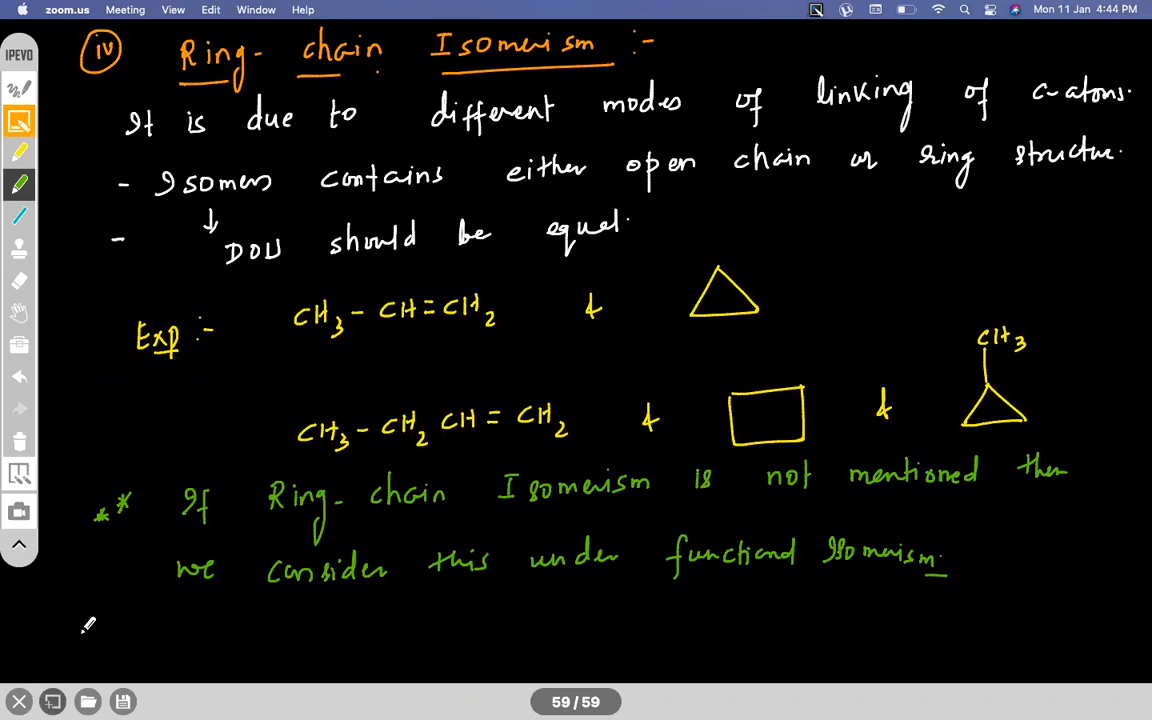 zoom.us Meeting View Edit Window Help Mon 11 Jan 4:44 PM
IPEVO
(iv) Ring-chain Isomerism :-
It is due to different modes of linking of c-atoms.
- Isomers contains either open chain or ring structure.
- ↓ DOU should be equal.
Exp :- CH3 - CH = CH2 &
CH3
CH3 - CH2 CH = CH2 & &
** If Ring-chain Isomerism is not mentioned then
we consider this under functional Isomerism.
59 / 59